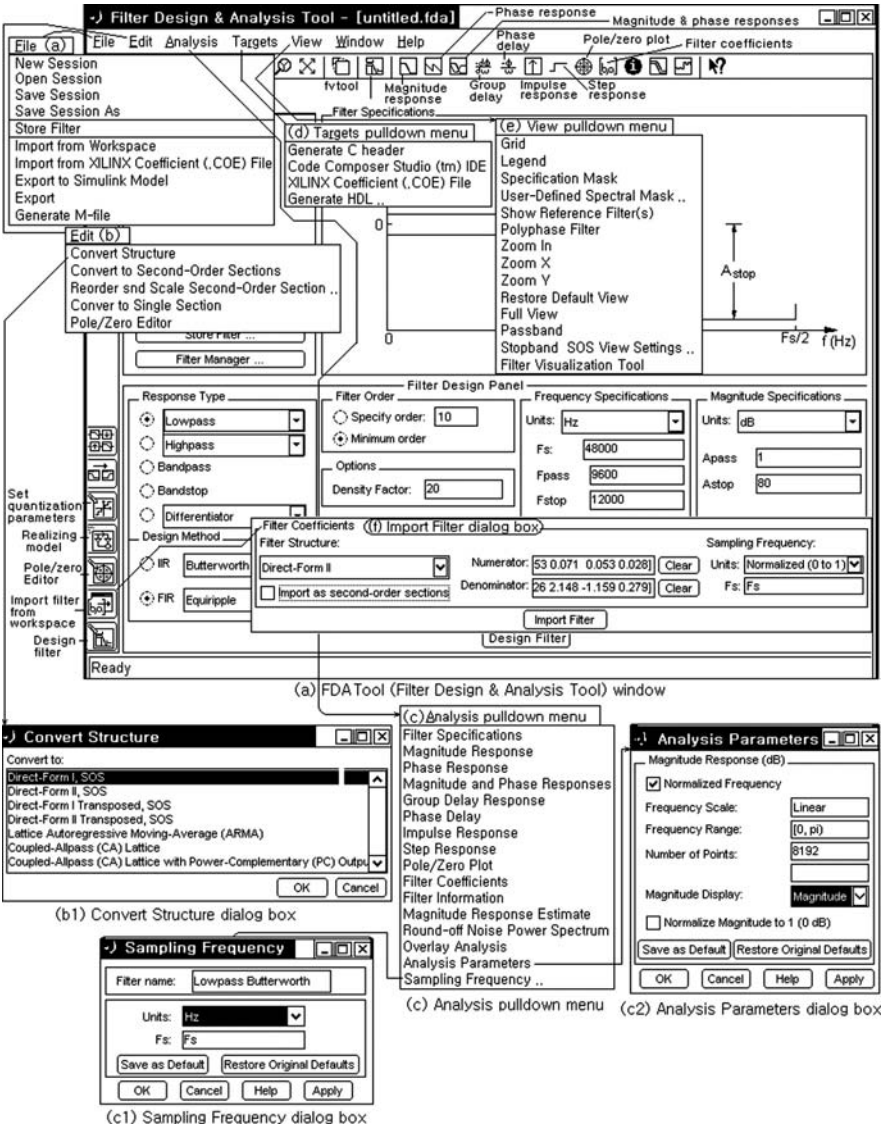 Filter Design & Analysis Tool - [untitled.fda]
Phase response
Magnitude & phase responses
File (a)
File Edit Analysis Targets View Window Help
Phase delay
Pole/zero plot
Filter coefficients
New Session
Open Session
Save Session
Save Session As
Store Filter
Import from Workspace
Import from XILINX Coefficient (.COE) File
Export to Simulink Model
Export
Generate M-file
fvtool
Magnitude response
Group delay
Impulse response
Step response
Filter Specifications
(d) Targets pulldown menu
Generate C header
Code Composer Studio (tm) IDE
XILINX Coefficient (.COE) File
Generate HDL ..
(e) View pulldown menu
Grid
Legend
Specification Mask
User-Defined Spectral Mask ..
Show Reference Filter(s)
Polyphase Filter
Zoom In
Zoom X
Zoom Y
Restore Default View
Full View
Passband
Stopband SOS View Settings ..
Filter Visualization Tool
Edit (b)
Convert Structure
Convert to Second-Order Sections
Reorder snd Scale Second-Order Section ..
Conver to Single Section
Pole/Zero Editor
0
Astop
0
Fs/2 f (Hz)
Store Filter ...
Filter Manager ...
Filter Design Panel
Response Type
Lowpass
Highpass
Bandpass
Bandstop
Differentiator
Design Method
IIR Butterworth
FIR Equiripple
Filter Order
Specify order: 10
Minimum order
Options
Density Factor: 20
Frequency Specifications
Units: Hz
Fs: 48000
Fpass 9600
Fstop 12000
Magnitude Specifications
Units: dB
Apass 1
Astop 80
Set quantization parameters
Realizing model
Pole/zero Editor
Import filter from workspace
Design filter
Filter Coefficients (f) Import Filter dialog box
Filter Structure:
Direct-Form II
Import as second-order sections
Numerator: 53 0.071 0.053 0.028] Clear
Denominator: 26 2.148 -1.159 0.279] Clear
Sampling Frequency:
Units: Normalized (0 to 1)
Fs: Fs
Import Filter
Design Filter
Ready
(a) FDATool (Filter Design & Analysis Tool) window
Convert Structure
Convert to:
Direct-Form I, SOS
Direct-Form II, SOS
Direct-Form I Transposed, SOS
Direct-Form II Transposed, SOS
Lattice Autoregressive Moving-Average (ARMA)
Coupled-Allpass (CA) Lattice
Coupled-Allpass (CA) Lattice with Power-Complementary (PC) Outpu
OK Cancel
(b1) Convert Structure dialog box
(c) Analysis pulldown menu
Filter Specifications
Magnitude Response
Phase Response
Magnitude and Phase Responses
Group Delay Response
Phase Delay
Impulse Response
Step Response
Pole/Zero Plot
Filter Coefficients
Filter Information
Magnitude Response Estimate
Round-off Noise Power Spectrum
Overlay Analysis
Analysis Parameters
Sampling Frequency ..
(c) Analysis pulldown menu
Analysis Parameters
Magnitude Response (dB)
Normalized Frequency
Frequency Scale: Linear
Frequency Range: [0, pi)
Number of Points: 8192
Magnitude Display: Magnitude
Normalize Magnitude to 1 (0 dB)
Save as Default Restore Original Defaults
OK Cancel Help Apply
(c2) Analysis Parameters dialog box
Sampling Frequency
Filter name: Lowpass Butterworth
Units: Hz
Fs: Fs
Save as Default Restore Original Defaults
OK Cancel Help Apply
(c1) Sampling Frequency dialog box